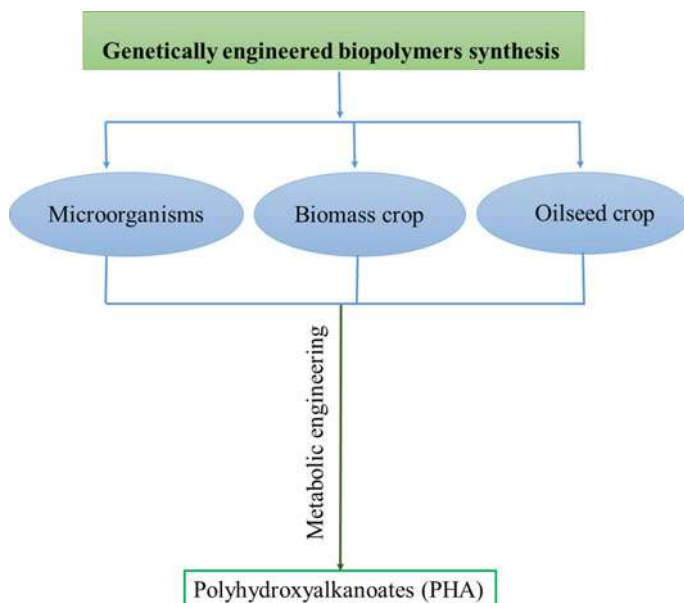 Genetically engineered biopolymers synthesis
Microorganisms
Biomass crop
Oilseed crop
Metabolic engineering
Polyhydroxyalkanoates (PHA)